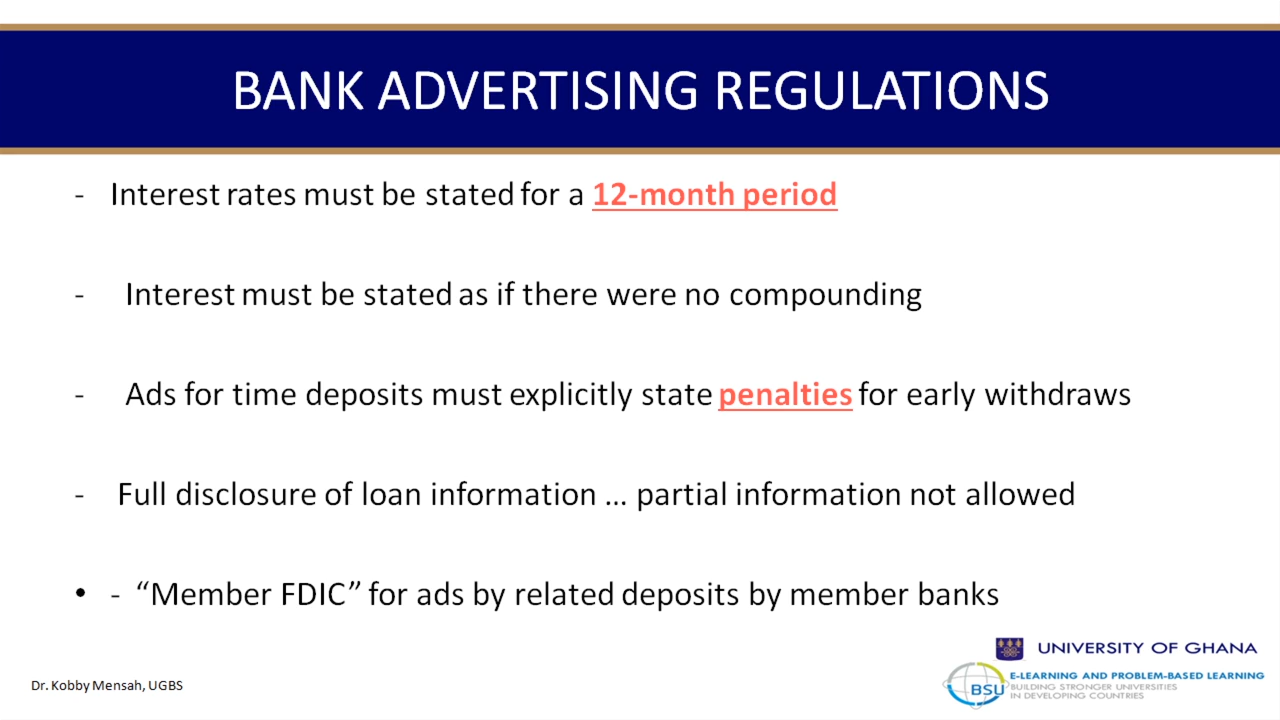 BANK ADVERTISING REGULATIONS
- Interest rates must be stated for a 12-month period
- Interest must be stated as if there were no compounding
- Ads for time deposits must explicitly state penalties for early withdraws
- Full disclosure of loan information … partial information not allowed
• - “Member FDIC” for ads by related deposits by member banks
UNIVERSITY OF GHANA
Dr. Kobby Mensah, UGBS
BSU
E-LEARNING AND PROBLEM-BASED LEARNING
BUILDING STRONGER UNIVERSITIES
IN DEVELOPING COUNTRIES